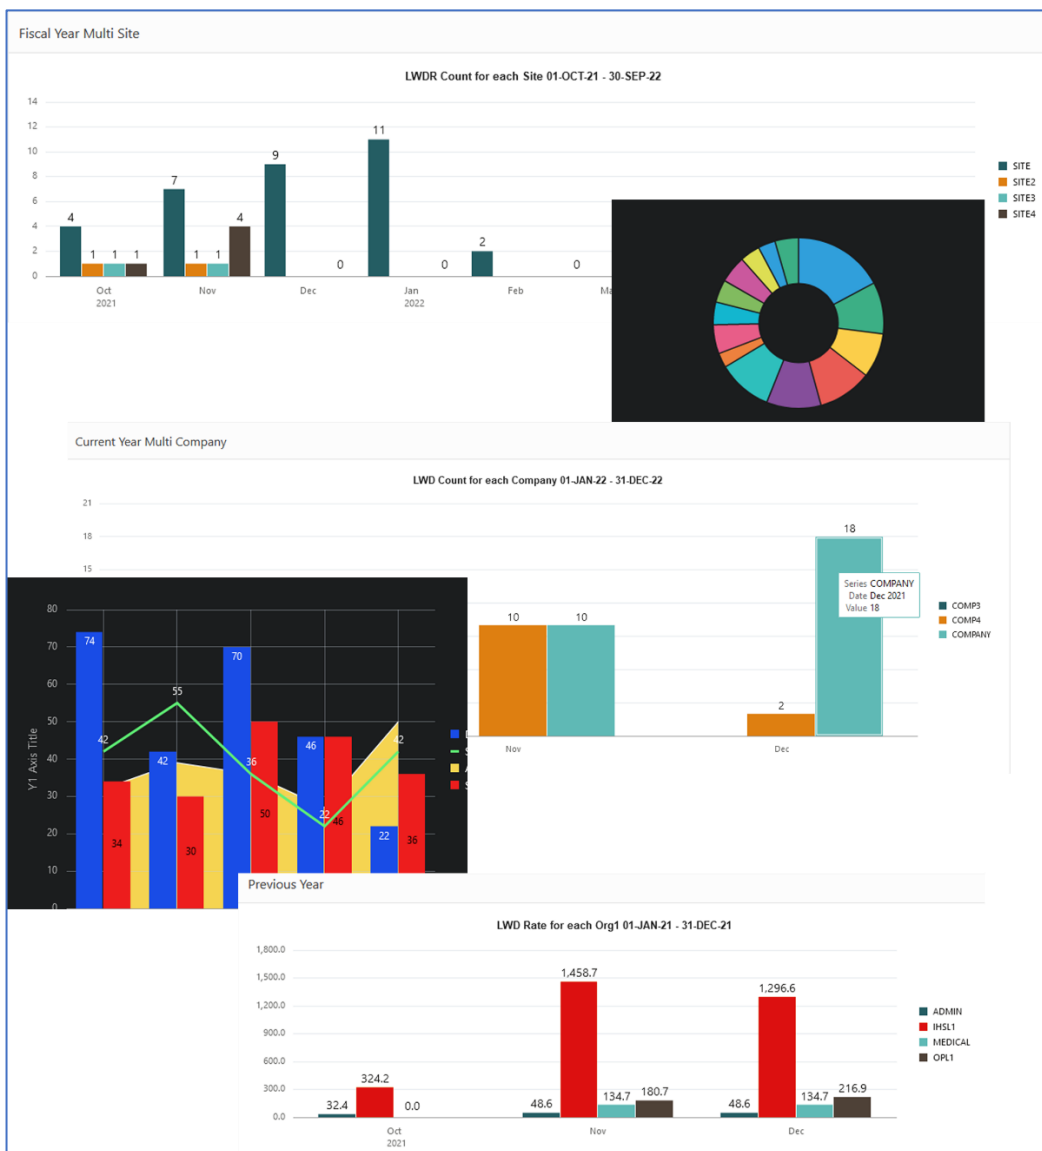 Fiscal Year Multi Site
LWDR Count for each Site 01-OCT-21 - 30-SEP-22
14
12
10
8
6
4
2
0
4 1 1 1
7 1 1 4
9 0
11 0
2 0
Oct Nov Dec Jan Feb
2021 2022
SITE
SITE2
SITE3
SITE4
Current Year Multi Company
LWD Count for each Company 01-JAN-22 - 31-DEC-22
21
18
15
10 10
2 18
Series COMPANY
Date Dec 2021
Value 18
Nov Dec
COMP3
COMP4
COMPANY
Y1 Axis Title
80
70
60
50
40
30
20
10
0
74 42 34
55 42 30
70 36 50
46 22 46
42 22 36
Previous Year
LWD Rate for each Org1 01-JAN-21 - 31-DEC-21
1,800.0
1,500.0
1,200.0
900.0
600.0
300.0
0.0
32.4 324.2 0.0
48.6 1,458.7 134.7 180.7
48.6 1,296.6 134.7 216.9
Oct Nov Dec
2021
ADMIN
IHSL1
MEDICAL
OPL1